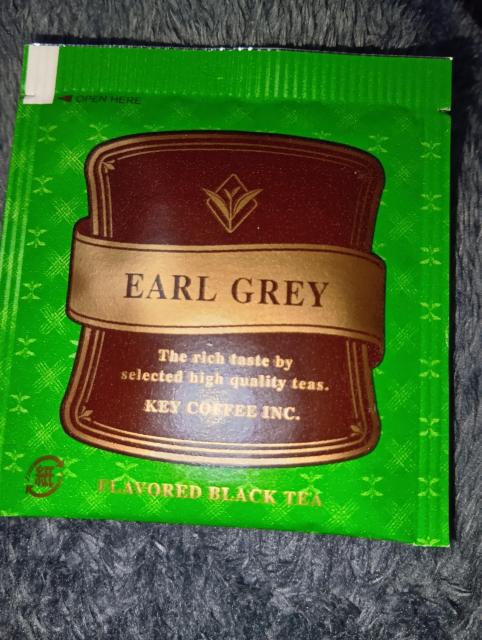 ◄ OPEN HERE
EARL GREY
The rich taste by
selected high quality teas.
KEY COFFEE INC.
紙
FLAVORED BLACK TEA